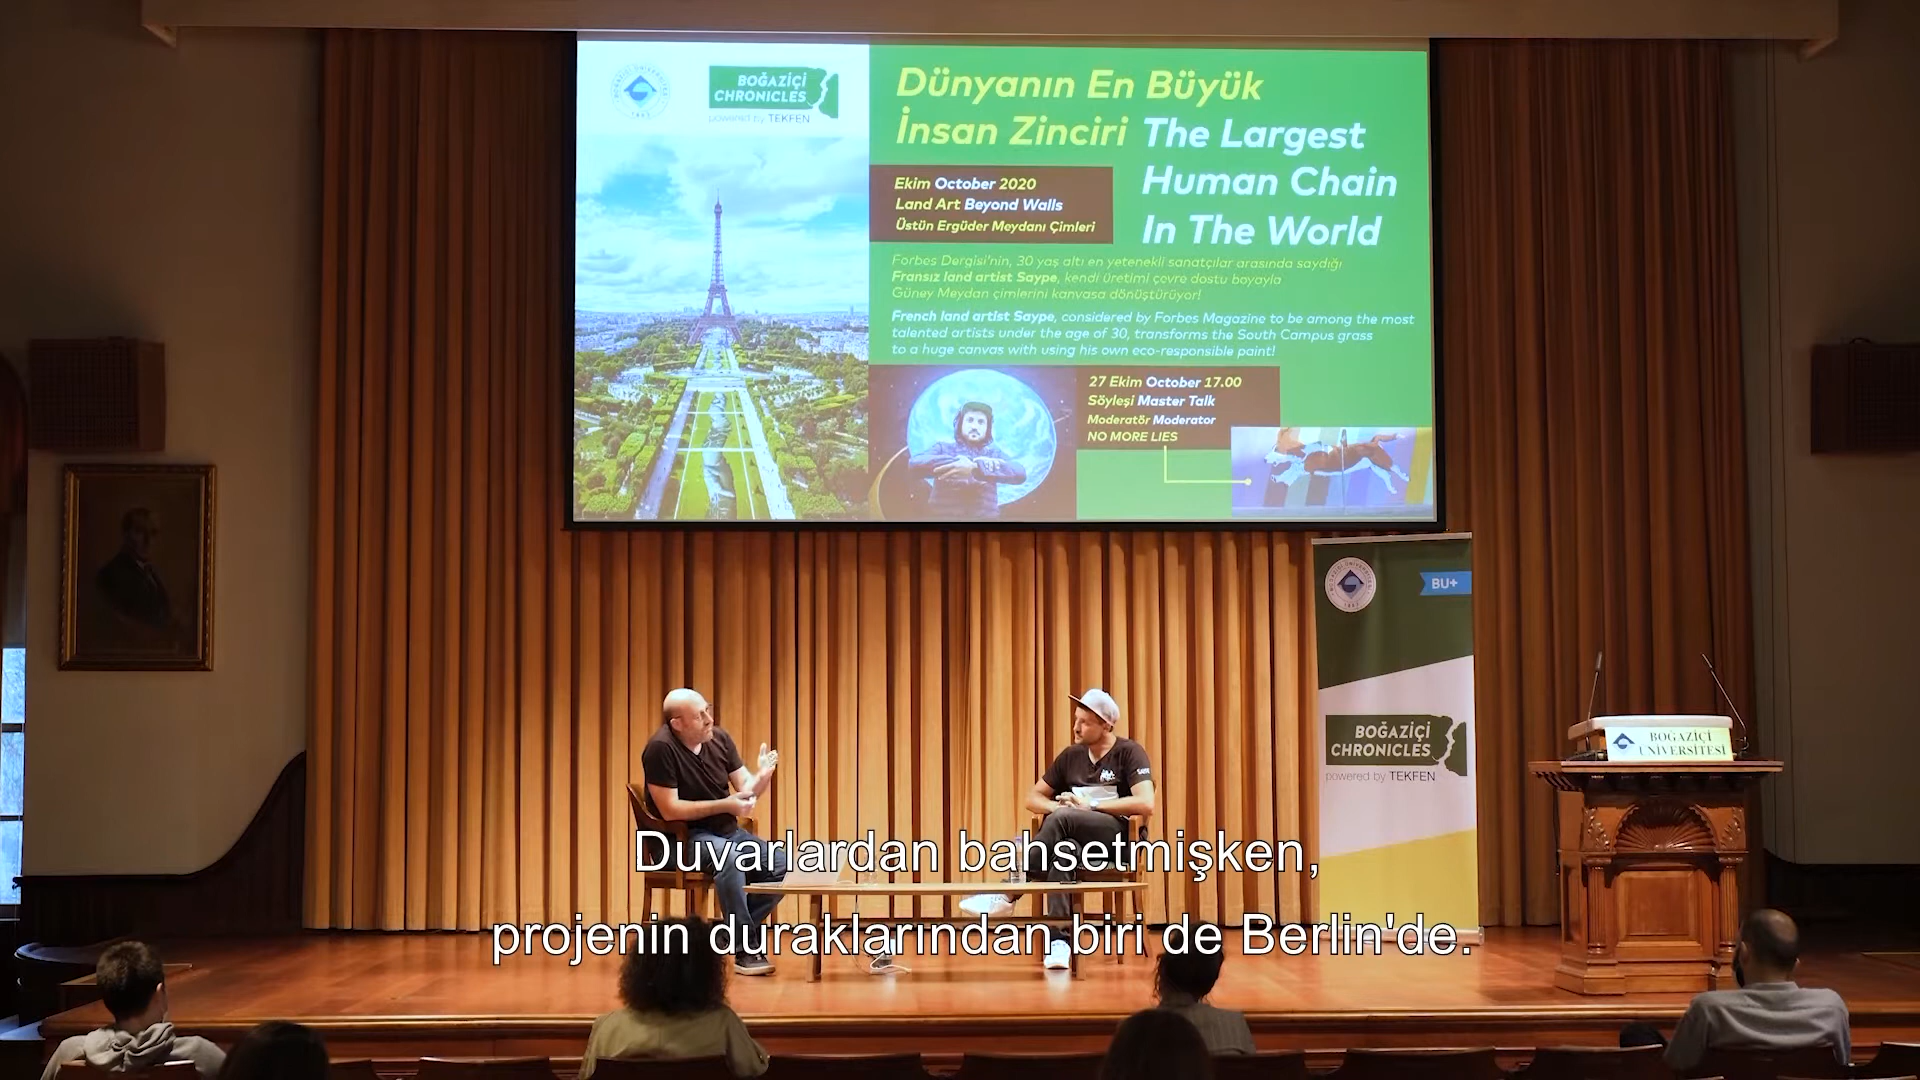 BOĞAZİÇİ
CHRONICLES
powered by TEKFEN
Dünyanın En Büyük
İnsan Zinciri The Largest
Human Chain
In The World
Ekim October 2020
Land Art Beyond Walls
Üstün Ergüder Meydanı Çimleri
Forbes Dergisi'nin, 30 yaş altı en yetenekli sanatçılar arasında saydığı
Fransız land artist Saype, kendi üretimi çevre dostu boyayla
Güney Meydan çimlerini kanvasa dönüştürüyor!
French land artist Saype, considered by Forbes Magazine to be among the most
talented artists under the age of 30, transforms the South Campus grass
to a huge canvas with using his own eco-responsible paint!
27 Ekim October 17.00
Söyleşi Master Talk
Moderatör Moderator
NO MORE LIES
BU+
BOĞAZİÇİ
CHRONICLES
powered by TEKFEN
BOĞAZİÇİ
ÜNİVERSİTESİ
Duvarlardan bahsetmişken,
projenin duraklarından biri de Berlin'de.